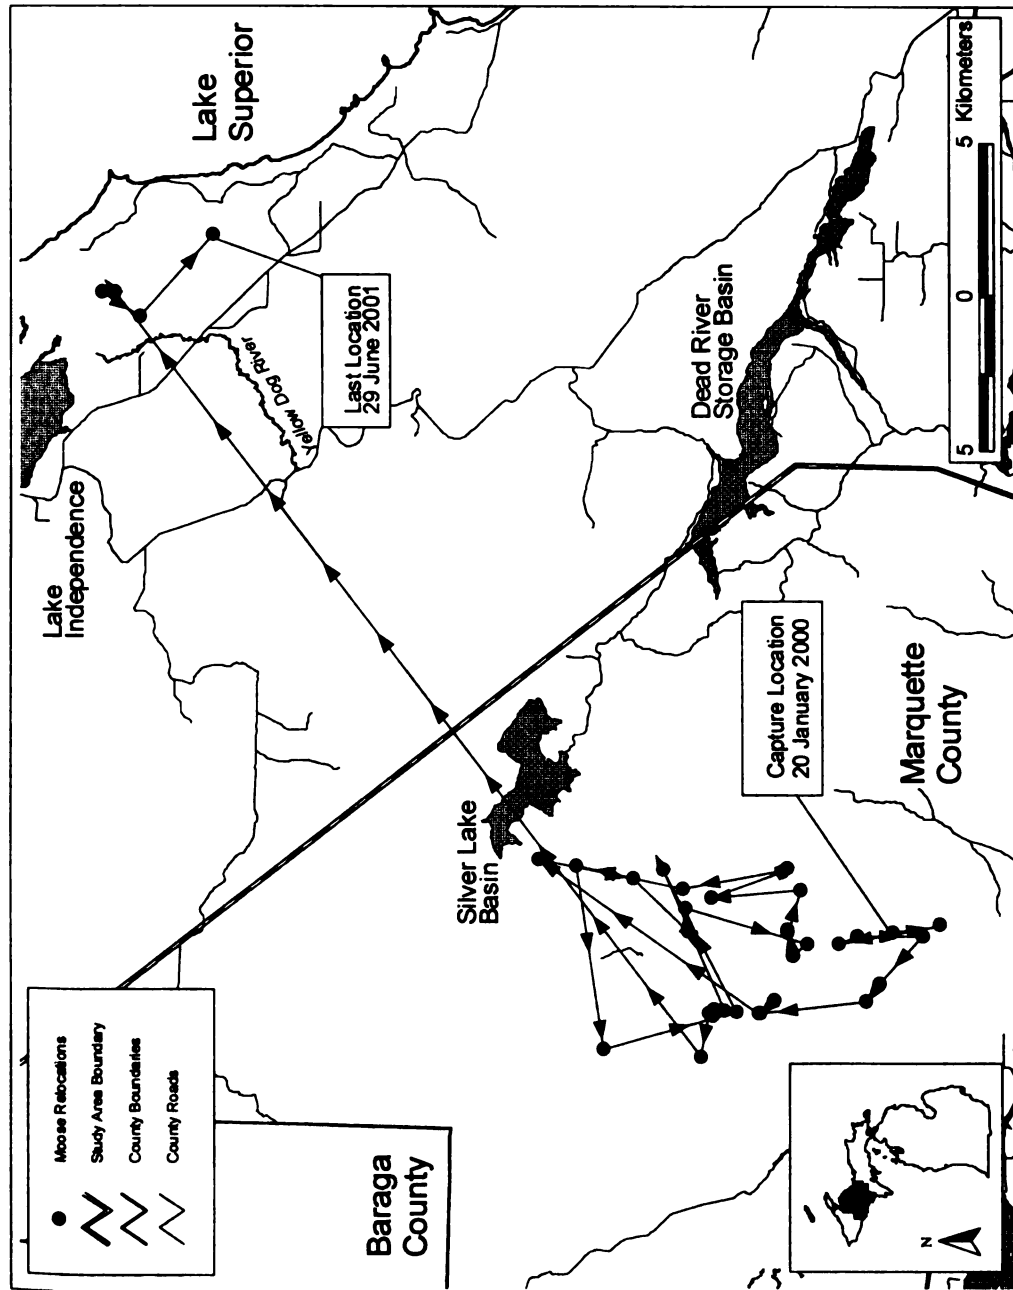 Moose Relocations
Study Area Boundary
County Boundaries
County Roads
Baraga
County
Silver Lake
Basin
Lake
Independence
Yellow Dog River
Last Location
29 June 2001
Lake
Superior
Capture Location
20 January 2000
Marquette
County
Dead River
Storage Basin
5
0
5
Kilometers
N